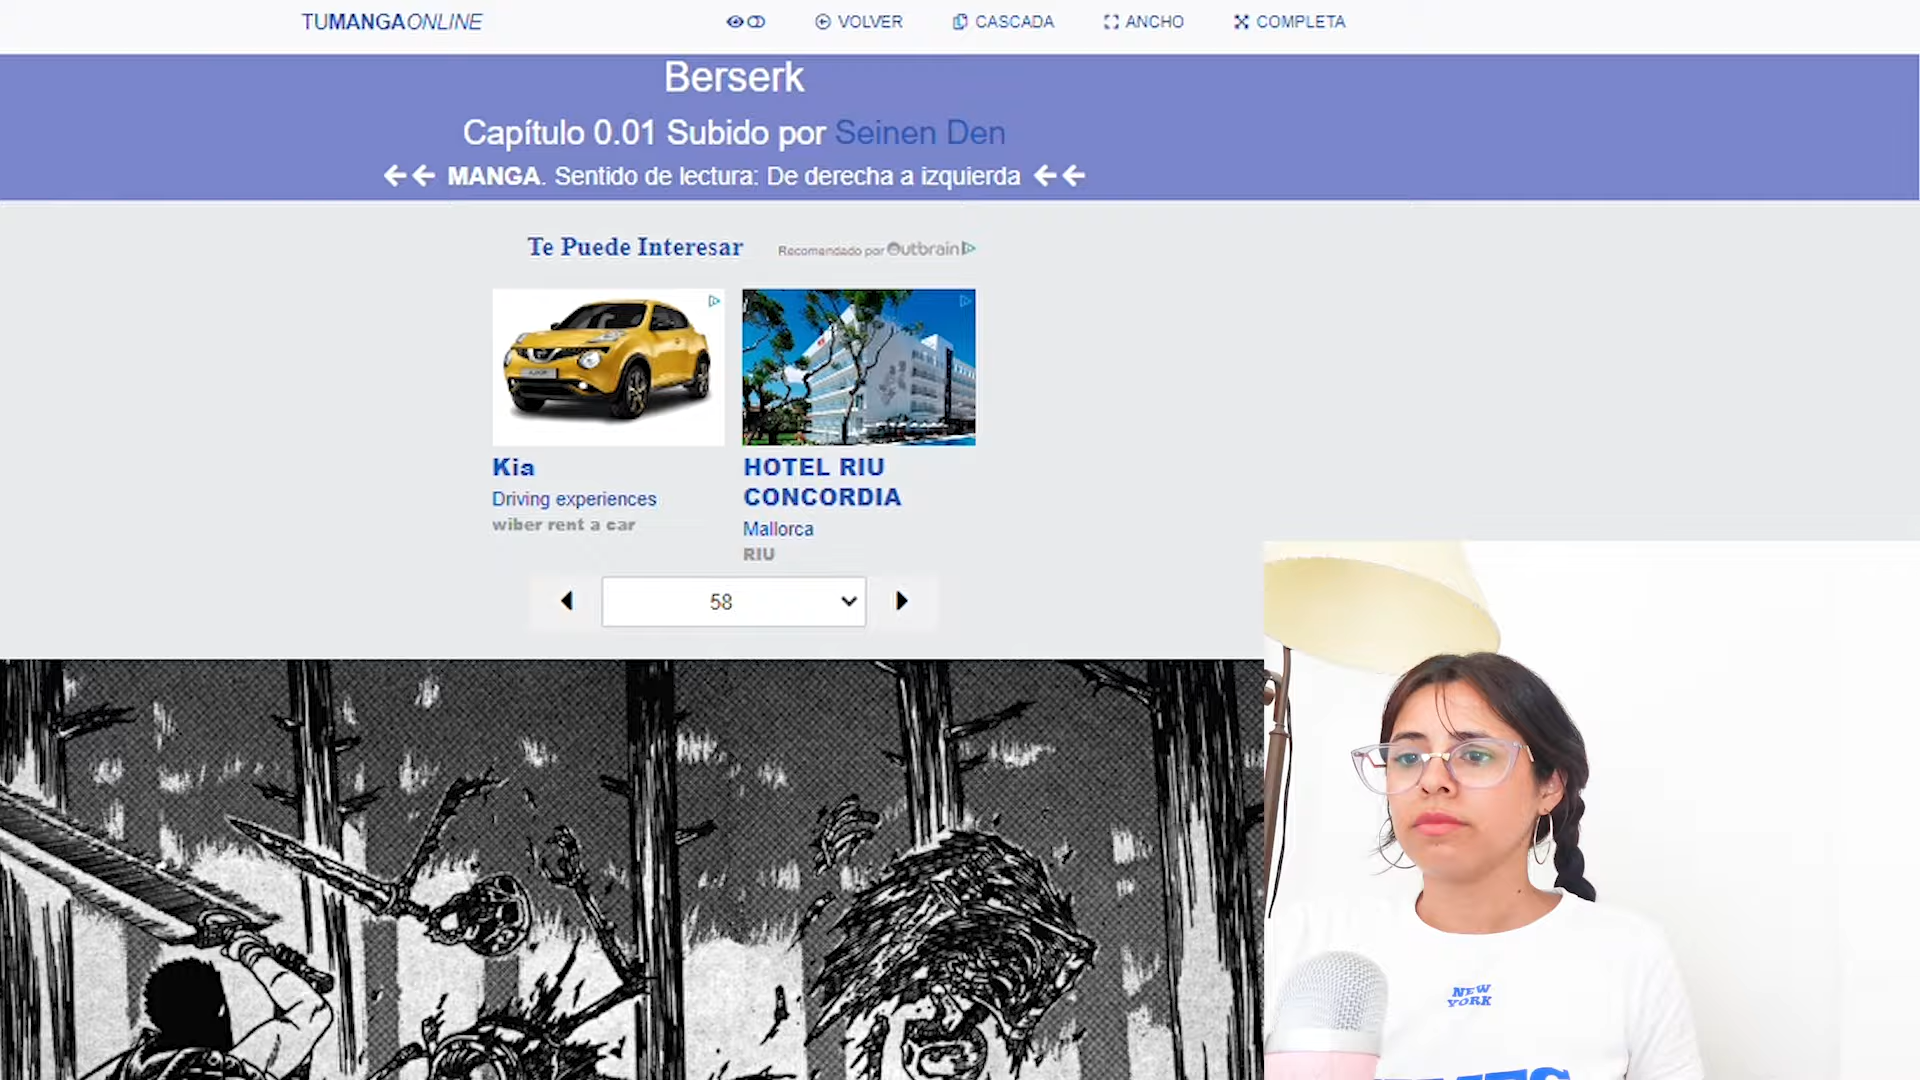 TUMANGAONLINE
VOLVER
CASCADA
ANCHO
COMPLETA
Berserk
Capítulo 0.01 Subido por Seinen Den
MANGA. Sentido de lectura: De derecha a izquierda
Te Puede Interesar
Recomendado por Outbrain
Kia
Driving experiences
wiber rent a car
HOTEL RIU
CONCORDIA
Mallorca
RIU
58
NEW
YORK